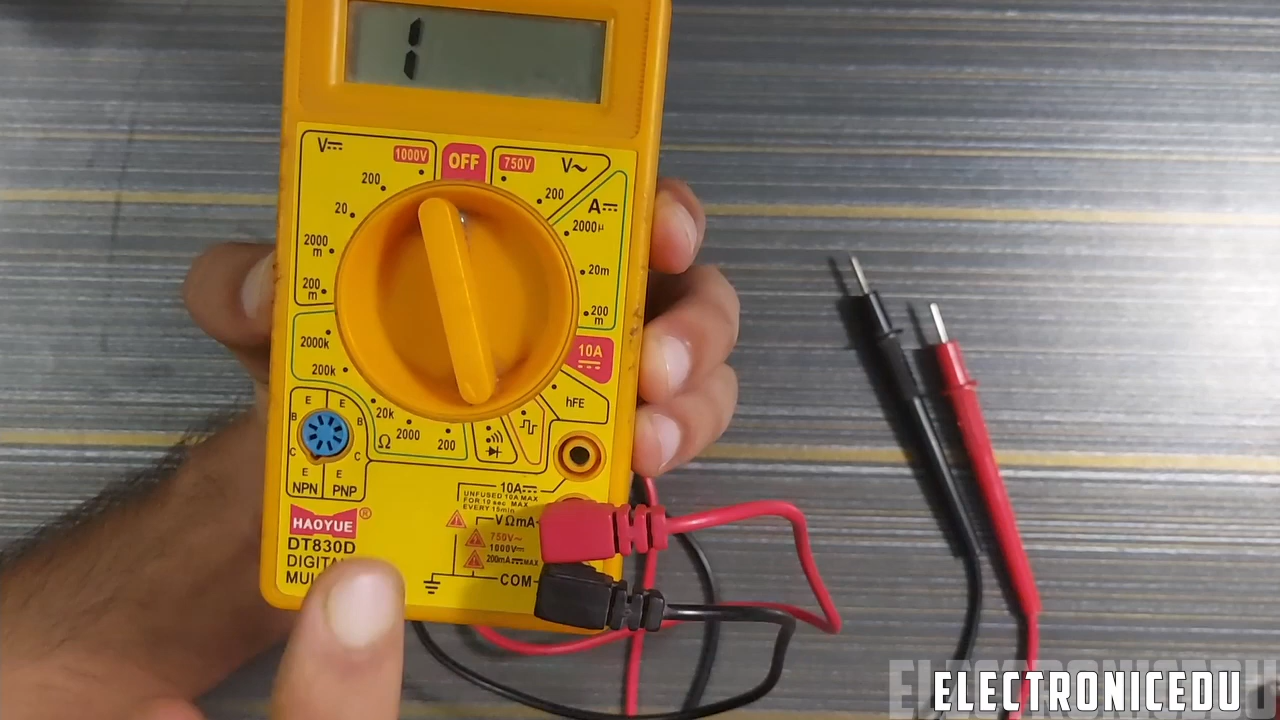 1
V⎓
1000V
OFF
750V
V~
200
200
20
A⎓
2000µ
2000
m
20m
200
m
200
m
2000k
10A
⎓
200k
hFE
20k
2000
200
Ω
E E
B B
C C
E E
NPN PNP
10A⎓
UNFUSED 10A MAX
FOR 10 sec MAX
EVERY 15min
HAOYUE®
VΩmA
750V~
1000V⎓
200mA⎓MAX
DT830D
COM
ELECTRONICEDU
ELECTRONICEDU